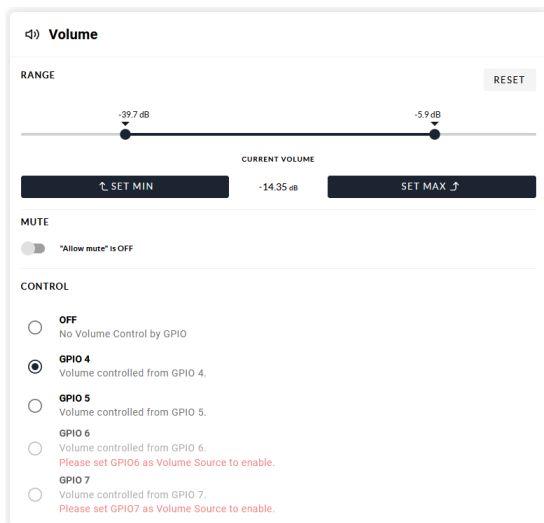 Volume
RANGE
RESET
-39.7 dB
-5.9 dB
CURRENT VOLUME
SET MIN
-14.35 dB
SET MAX
MUTE
"Allow mute" is OFF
CONTROL
OFF
No Volume Control by GPIO
GPIO 4
Volume controlled from GPIO 4.
GPIO 5
Volume controlled from GPIO 5.
GPIO 6
Volume controlled from GPIO 6.
Please set GPIO6 as Volume Source to enable.
GPIO 7
Volume controlled from GPIO 7.
Please set GPIO7 as Volume Source to enable.